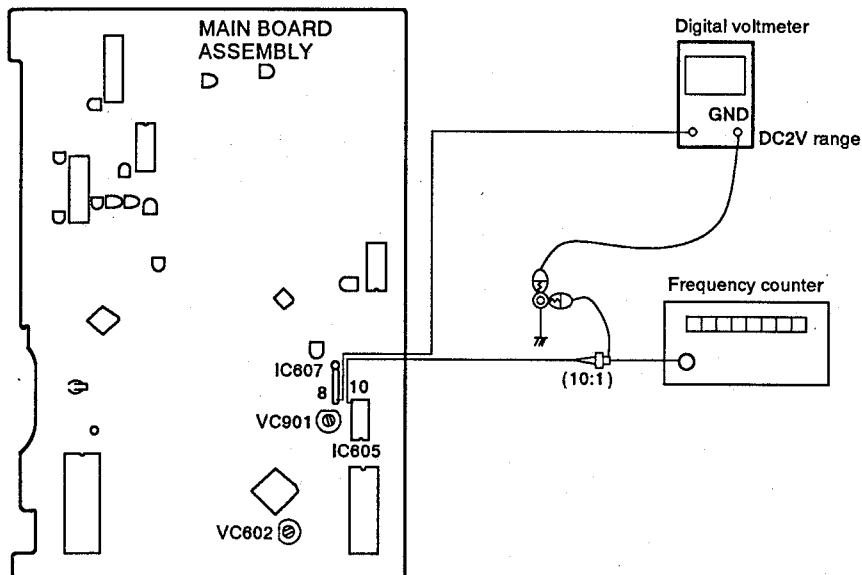 MAIN BOARD
ASSEMBLY
Digital voltmeter
GND
DC2V range
Frequency counter
(10:1)
IC607
8 10
VC901
IC605
VC602